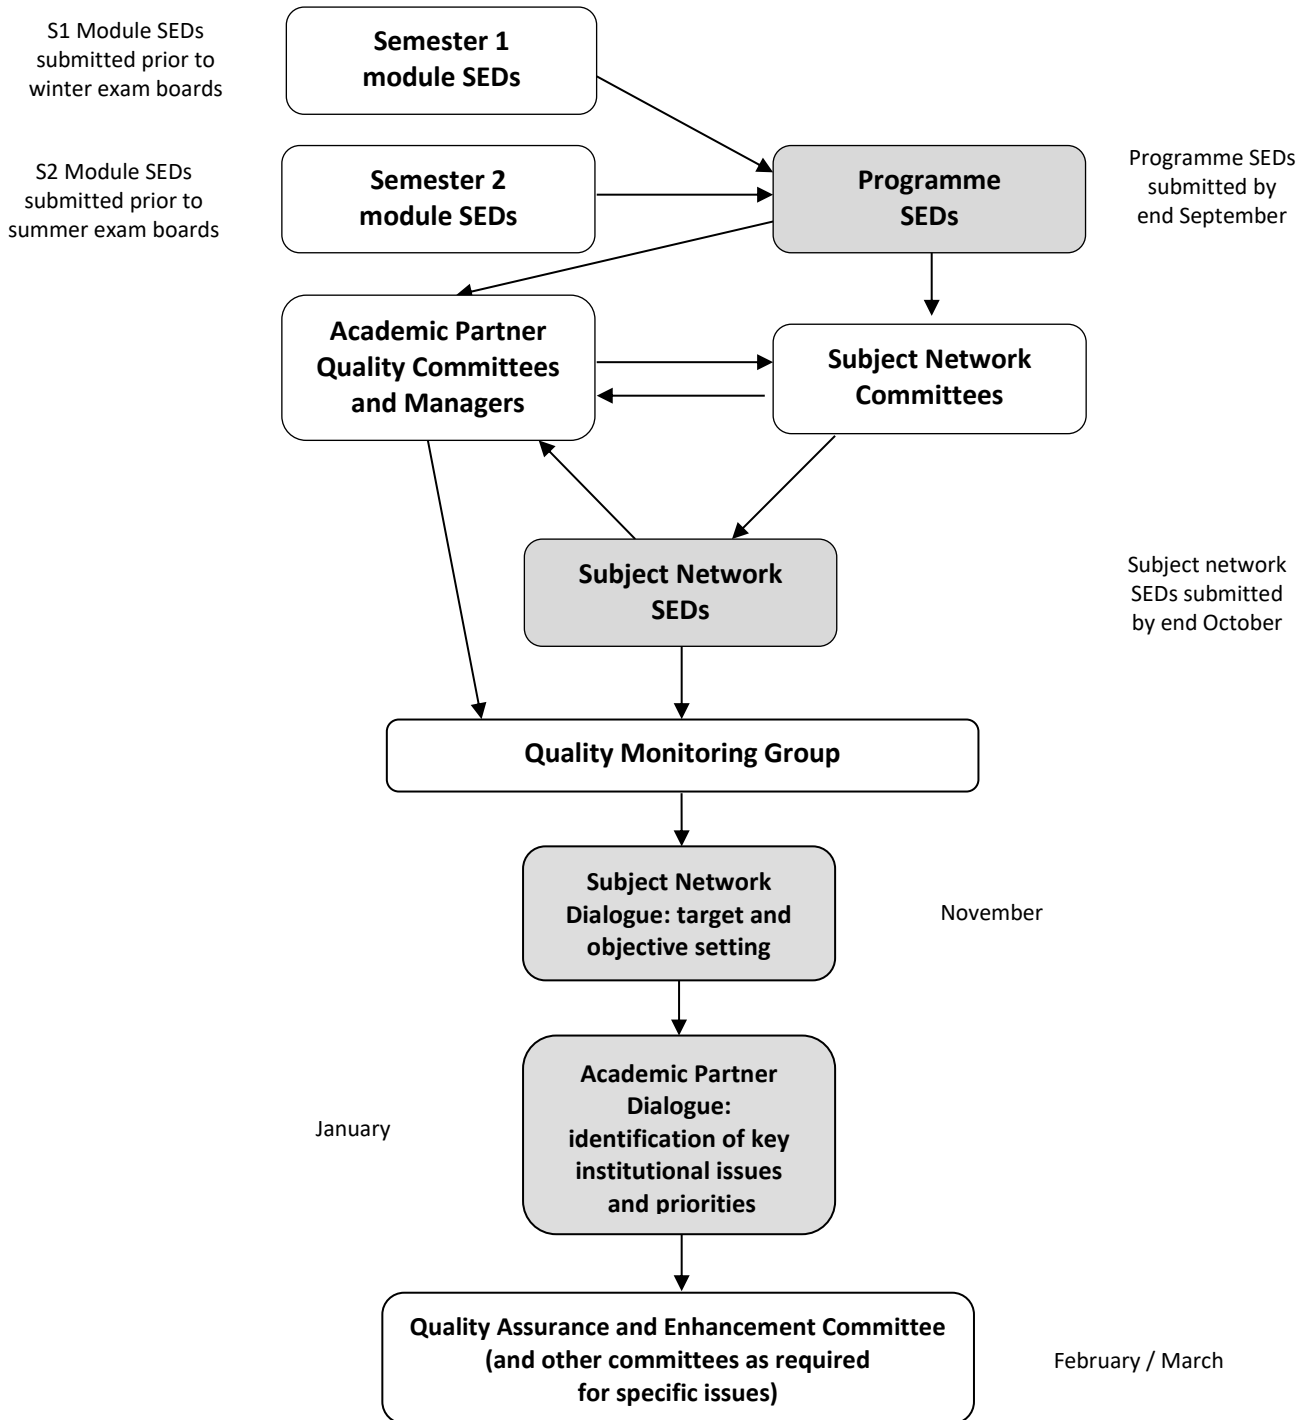 S1 Module SEDs
submitted prior to
winter exam boards
Semester 1
module SEDs
S2 Module SEDs
submitted prior to
summer exam boards
Semester 2
module SEDs
Programme
SEDs
Programme SEDs
submitted by
end September
Academic Partner
Quality Committees
and Managers
Subject Network
Committees
Subject Network
SEDs
Subject network
SEDs submitted
by end October
Quality Monitoring Group
Subject Network
Dialogue: target and
objective setting
November
January
Academic Partner
Dialogue:
identification of key
institutional issues
and priorities
Quality Assurance and Enhancement Committee
(and other committees as required
for specific issues)
February / March